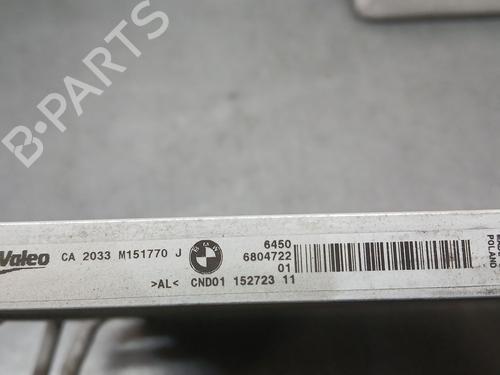 B-PARTS
Valeo CA 2033 M151770 J
6450
6804722
01
>AL< CND01 152723 11
POLAND